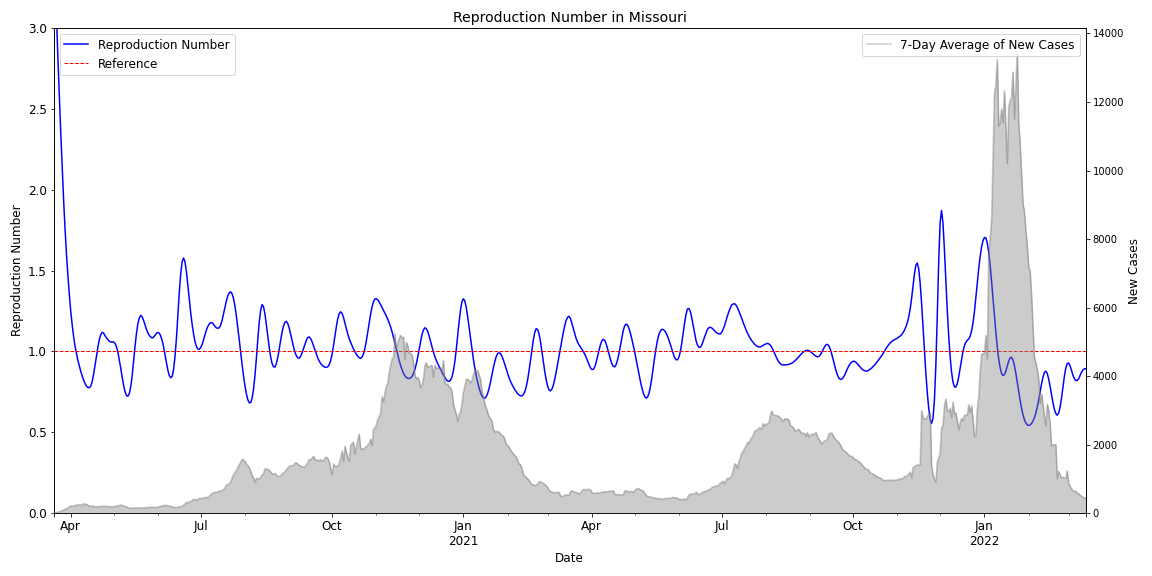 Reproduction Number in Missouri
Reproduction Number
Reference
7-Day Average of New Cases
3.0
2.5
2.0
1.5
1.0
0.5
0.0
Reproduction Number
14000
12000
10000
8000
6000
4000
2000
0
New Cases
Apr
Jul
Oct
Jan
2021
Apr
Jul
Oct
Jan
2022
Date